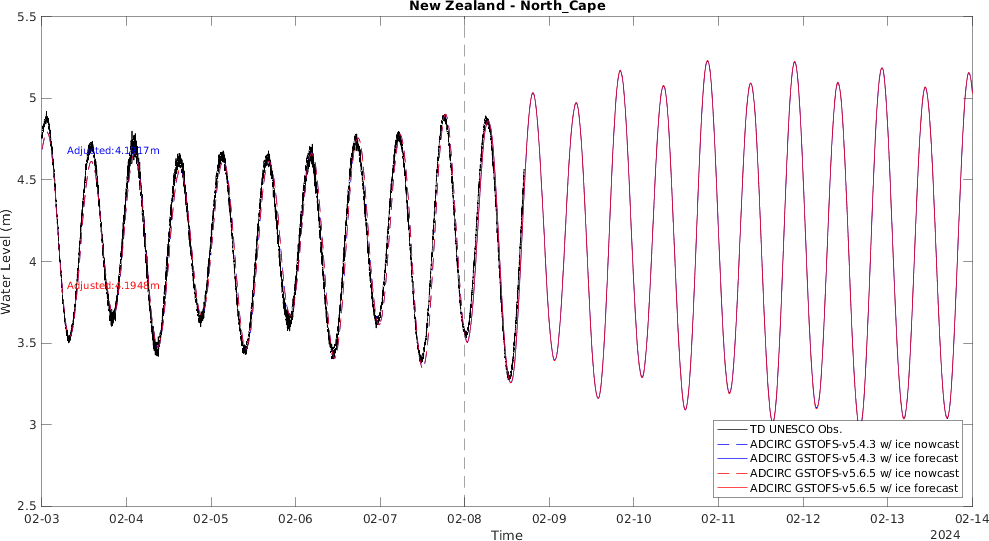 New Zealand - North_Cape
5.5
5
4.5
4
3.5
3
2.5
Water Level (m)
Adjusted:4.1948m
TD UNESCO Obs.
ADCIRC GSTOFS-v5.4.3 w/ ice nowcast
ADCIRC GSTOFS-v5.4.3 w/ ice forecast
ADCIRC GSTOFS-v5.6.5 w/ ice nowcast
ADCIRC GSTOFS-v5.6.5 w/ ice forecast
02-03 02-04 02-05 02-06 02-07 02-08 02-09 02-10 02-11 02-12 02-13 02-14
Time
2024